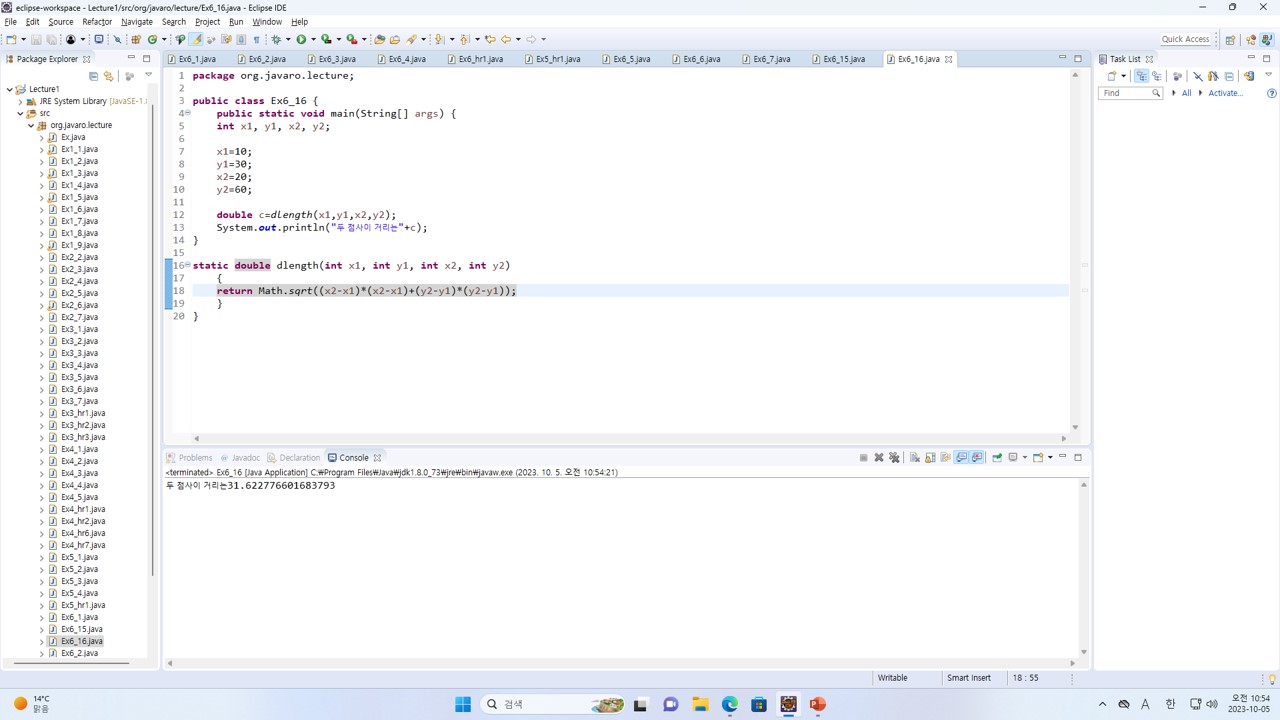 eclipse-workspace - Lecture1/src/org/javaro/lecture/Ex6_16.java - Eclipse IDE
File Edit Source Refactor Navigate Search Project Run Window Help
Quick Access
Package Explorer
Ex6_1.java Ex6_2.java Ex6_3.java Ex6_4.java Ex6_hr1.java Ex5_hr1.java Ex6_5.java Ex6_6.java Ex6_7.java Ex6_15.java Ex6_16.java
Task List
Find All Activate...
Lecture1
JRE System Library [JavaSE-1.
src
org.javaro.lecture
Ex.java
Ex1_1.java
Ex1_2.java
Ex1_3.java
Ex1_4.java
Ex1_5.java
Ex1_6.java
Ex1_7.java
Ex1_8.java
Ex1_9.java
Ex2_2.java
Ex2_3.java
Ex2_4.java
Ex2_5.java
Ex2_6.java
Ex2_7.java
Ex3_1.java
Ex3_2.java
Ex3_3.java
Ex3_4.java
Ex3_5.java
Ex3_6.java
Ex3_7.java
Ex3_hr1.java
Ex3_hr2.java
Ex3_hr3.java
Ex4_1.java
Ex4_2.java
Ex4_3.java
Ex4_4.java
Ex4_5.java
Ex4_hr1.java
Ex4_hr2.java
Ex4_hr6.java
Ex4_hr7.java
Ex5_1.java
Ex5_2.java
Ex5_3.java
Ex5_4.java
Ex5_hr1.java
Ex6_1.java
Ex6_15.java
Ex6_16.java
Ex6_2.java
1 package org.javaro.lecture;
2
3 public class Ex6_16 {
4 public static void main(String[] args) {
5 int x1, y1, x2, y2;
6
7 x1=10;
8 y1=30;
9 x2=20;
10 y2=60;
11
12 double c=dlength(x1,y1,x2,y2);
13 System.out.println("두 점사이 거리는"+c);
14 }
15
16 static double dlength(int x1, int y1, int x2, int y2)
17 {
18 return Math.sqrt((x2-x1)*(x2-x1)+(y2-y1)*(y2-y1));
19 }
20 }
Problems Javadoc Declaration Console
<terminated> Ex6_16 [Java Application] C:₩Program Files₩Java₩jdk1.8.0_73₩jre₩bin₩javaw.exe (2023. 10. 5. 오전 10:54:21)
두 점사이 거리는31.622776601683793
Writable Smart Insert 18 : 55
14°C
맑음
검색
A 한
오전 10:54
2023-10-05